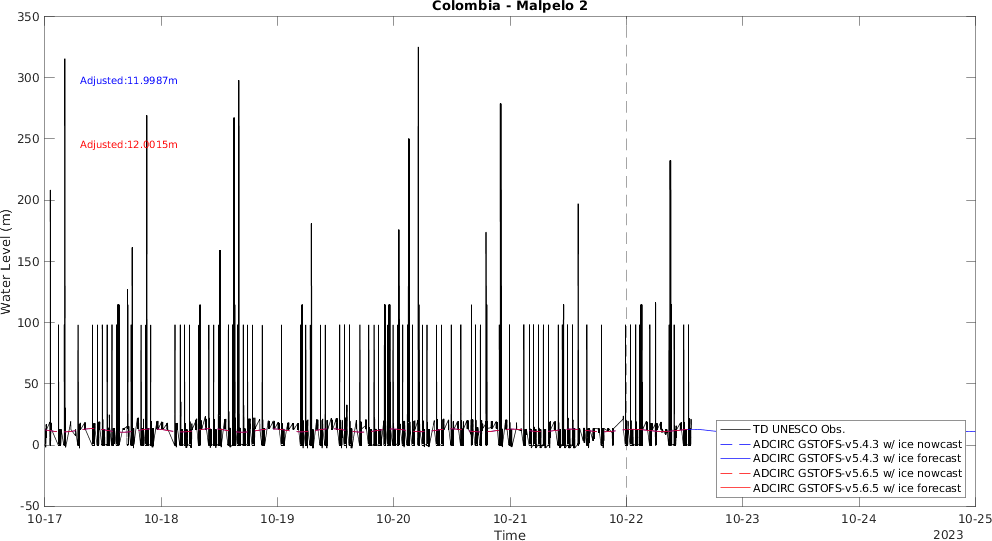 Colombia - Malpelo 2
350
300
250
200
150
100
50
0
-50
Water Level (m)
Adjusted:11.9987m
Adjusted:12.0015m
TD UNESCO Obs.
ADCIRC GSTOFS-v5.4.3 w/ ice nowcast
ADCIRC GSTOFS-v5.4.3 w/ ice forecast
ADCIRC GSTOFS-v5.6.5 w/ ice nowcast
ADCIRC GSTOFS-v5.6.5 w/ ice forecast
10-17 10-18 10-19 10-20 10-21 10-22 10-23 10-24 10-25
Time
2023